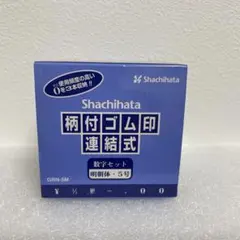 使用頻度の高い
0を3本収納!!
Shachihata
Shachihata
柄付ゴム印
連結式
数字セット
明朝体・5号
GRN-5M
¥ ½ # - . 0 0